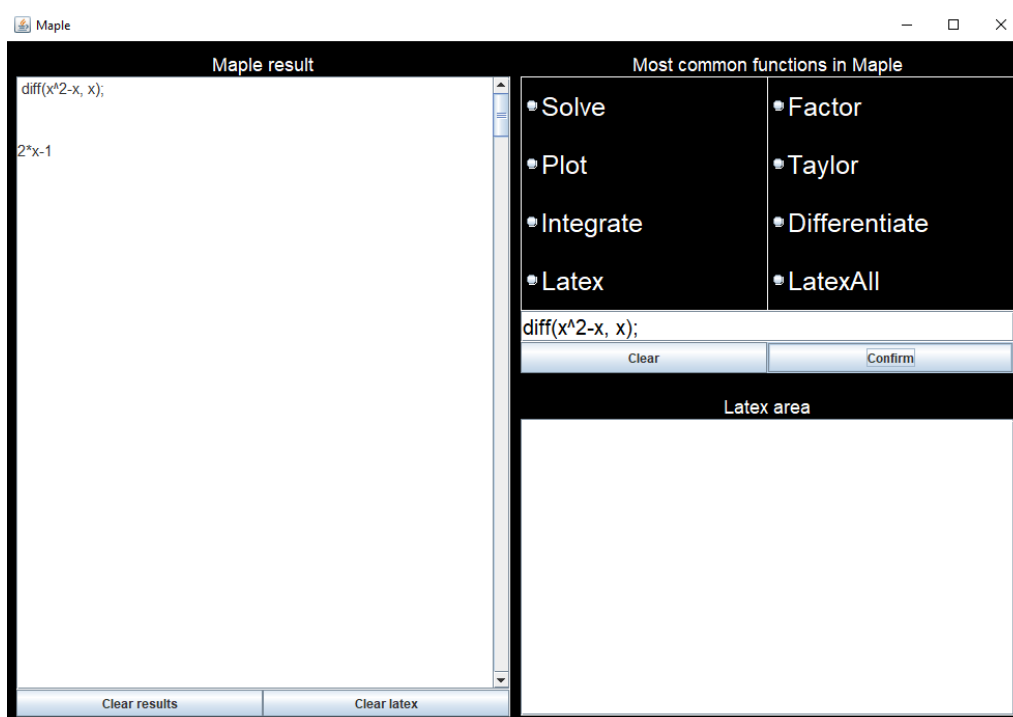 Maple
Maple result
diff(x^2-x, x);
2*x-1
Clear results
Clear latex
Most common functions in Maple
Solve
Factor
Plot
Taylor
Integrate
Differentiate
Latex
LatexAll
diff(x^2-x, x);
Clear
Confirm
Latex area